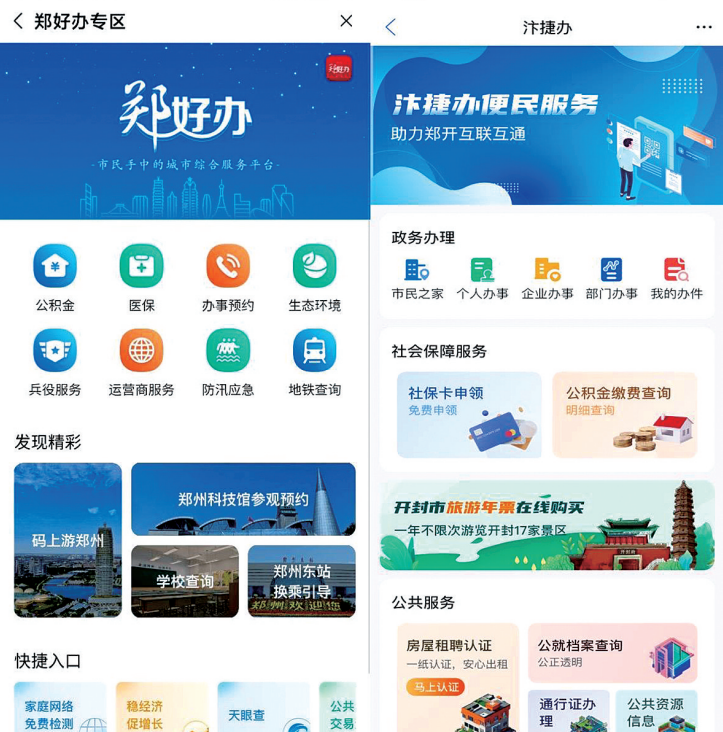 郑好办专区
郑好办
郑好办
-市民手中的城市综合服务平台-
公积金
医保
办事预约
生态环境
兵役服务
运营商服务
防汛应急
地铁查询
发现精彩
码上游郑州
郑州科技馆参观预约
学校查询
郑州东站
换乘引导
郑州欢迎您
快捷入口
家庭网络
免费检测
稳经济
促增长
天眼查
公共
交易
汴捷办
汴捷办便民服务
助力郑开互联互通
政务办理
市民之家
个人办事
企业办事
部门办事
我的办件
社会保障服务
社保卡申领
免费申领
公积金缴费查询
明细查询
开封市旅游年票在线购买
一年不限次游览开封17家景区
公共服务
房屋租聘认证
一纸认证，安心出租
马上认证
公就档案查询
公正透明
通行证办
理
公共资源
信息